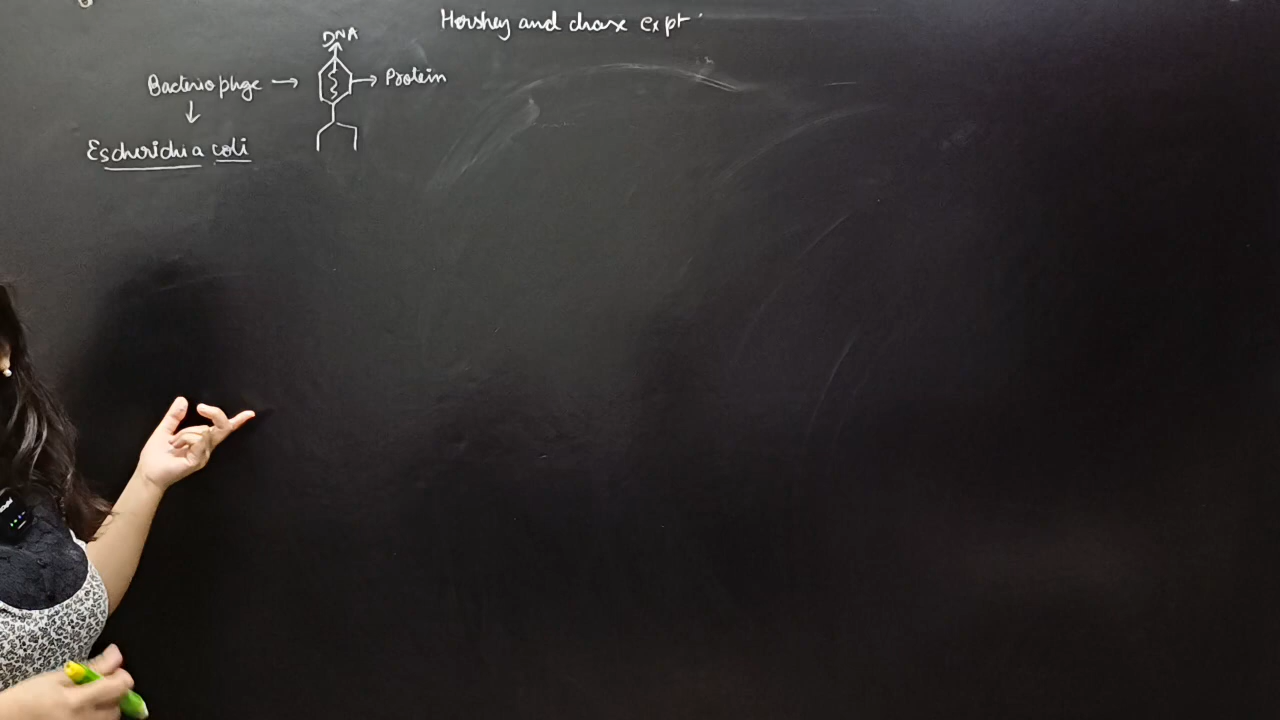 Hershey and chase expt
DNA
Bacteriophage → → Protein
↓
Escherichia coli